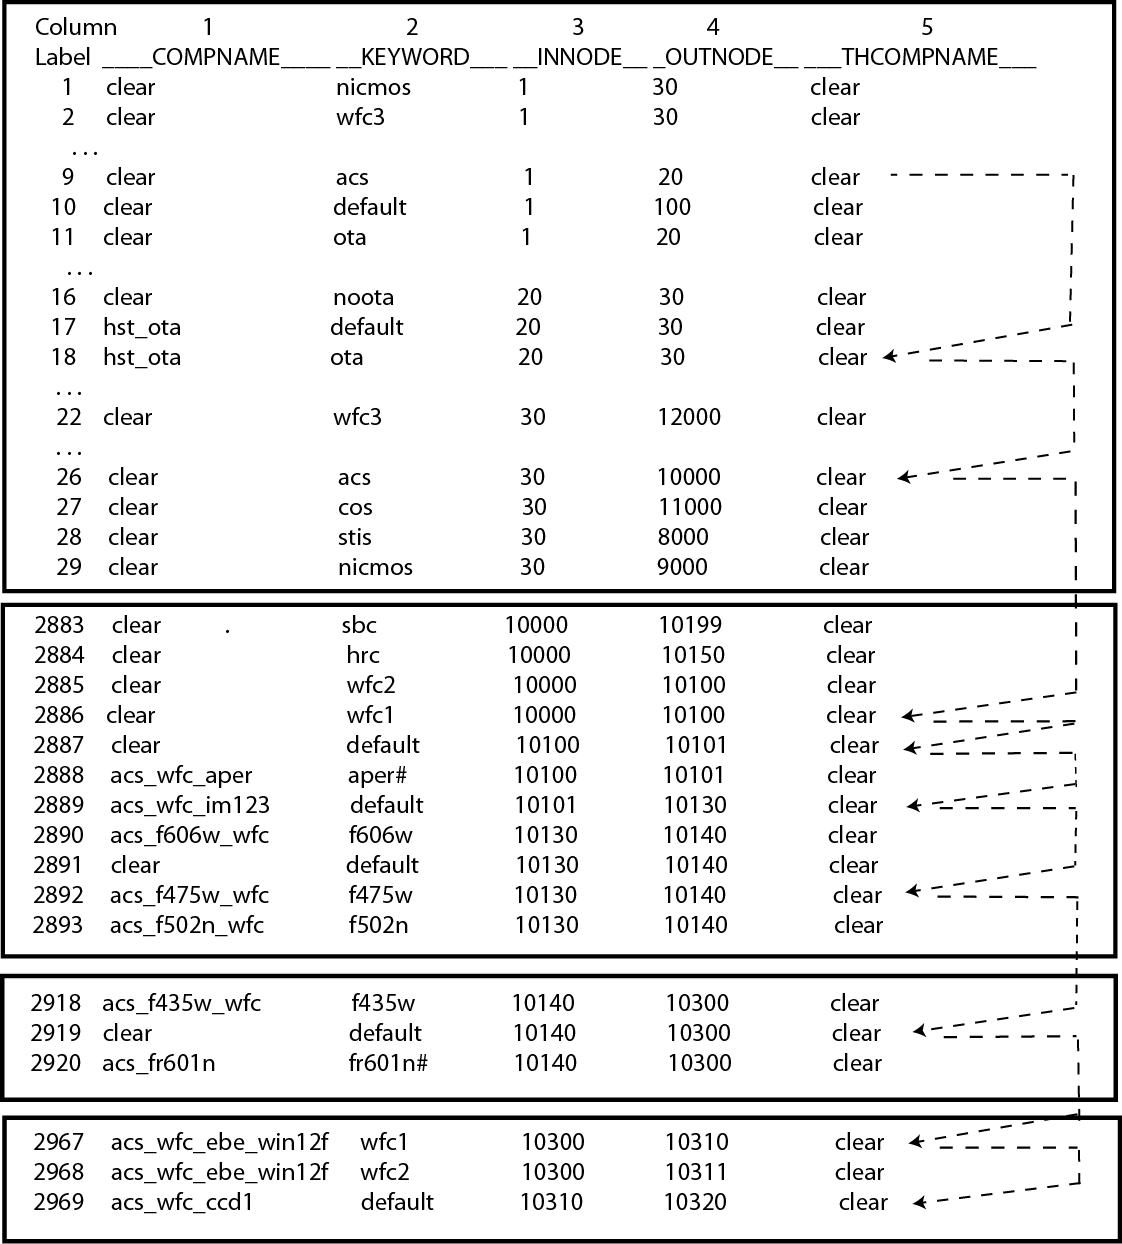 Column 1 2 3 4 5
Label ____COMPNAME____ __KEYWORD___ __INNODE__ _OUTNODE__ ___THCOMPNAME___
1 clear nicmos 1 30 clear
2 clear wfc3 1 30 clear
...
9 clear acs 1 20 clear
10 clear default 1 100 clear
11 clear ota 1 20 clear
...
16 clear noota 20 30 clear
17 hst_ota default 20 30 clear
18 hst_ota ota 20 30 clear
...
22 clear wfc3 30 12000 clear
...
26 clear acs 30 10000 clear
27 clear cos 30 11000 clear
28 clear stis 30 8000 clear
29 clear nicmos 30 9000 clear
2883 clear . sbc 10000 10199 clear
2884 clear hrc 10000 10150 clear
2885 clear wfc2 10000 10100 clear
2886 clear wfc1 10000 10100 clear
2887 clear default 10100 10101 clear
2888 acs_wfc_aper aper# 10100 10101 clear
2889 acs_wfc_im123 default 10101 10130 clear
2890 acs_f606w_wfc f606w 10130 10140 clear
2891 clear default 10130 10140 clear
2892 acs_f475w_wfc f475w 10130 10140 clear
2893 acs_f502n_wfc f502n 10130 10140 clear
2918 acs_f435w_wfc f435w 10140 10300 clear
2919 clear default 10140 10300 clear
2920 acs_fr601n fr601n# 10140 10300 clear
2967 acs_wfc_ebe_win12f wfc1 10300 10310 clear
2968 acs_wfc_ebe_win12f wfc2 10300 10311 clear
2969 acs_wfc_ccd1 default 10310 10320 clear